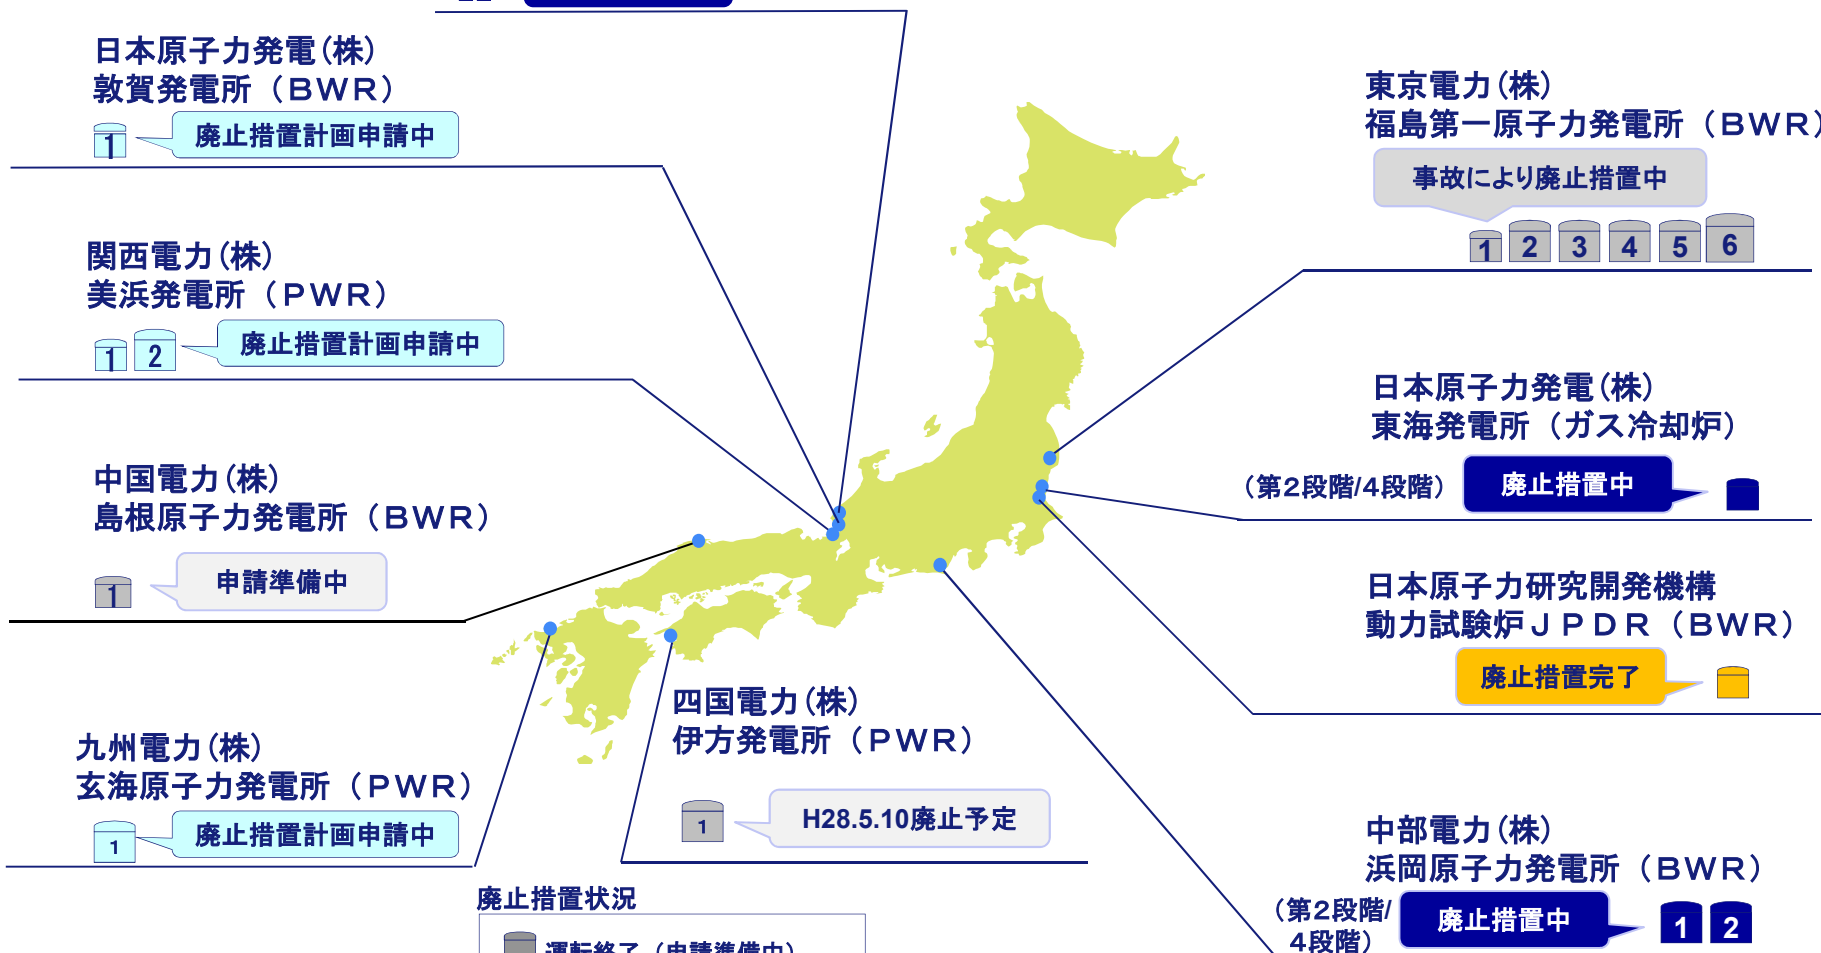 日本原子力発電(株)
敦賀発電所（ＢＷＲ）
1
廃止措置計画申請中
関西電力(株)
美浜発電所（ＰＷＲ）
1 2
廃止措置計画申請中
中国電力(株)
島根原子力発電所（ＢＷＲ）
1
申請準備中
九州電力(株)
玄海原子力発電所（ＰＷＲ）
1
廃止措置計画申請中
四国電力(株)
伊方発電所（ＰＷＲ）
1
H28.5.10廃止予定
廃止措置状況
運転終了（申請準備中）
東京電力(株)
福島第一原子力発電所（ＢＷＲ）
事故により廃止措置中
1 2 3 4 5 6
日本原子力発電(株)
東海発電所（ガス冷却炉）
（第２段階/４段階）
廃止措置中
日本原子力研究開発機構
動力試験炉ＪＰＤＲ（ＢＷＲ）
廃止措置完了
中部電力(株)
浜岡原子力発電所（ＢＷＲ）
（第２段階/
４段階）
廃止措置中
1 2